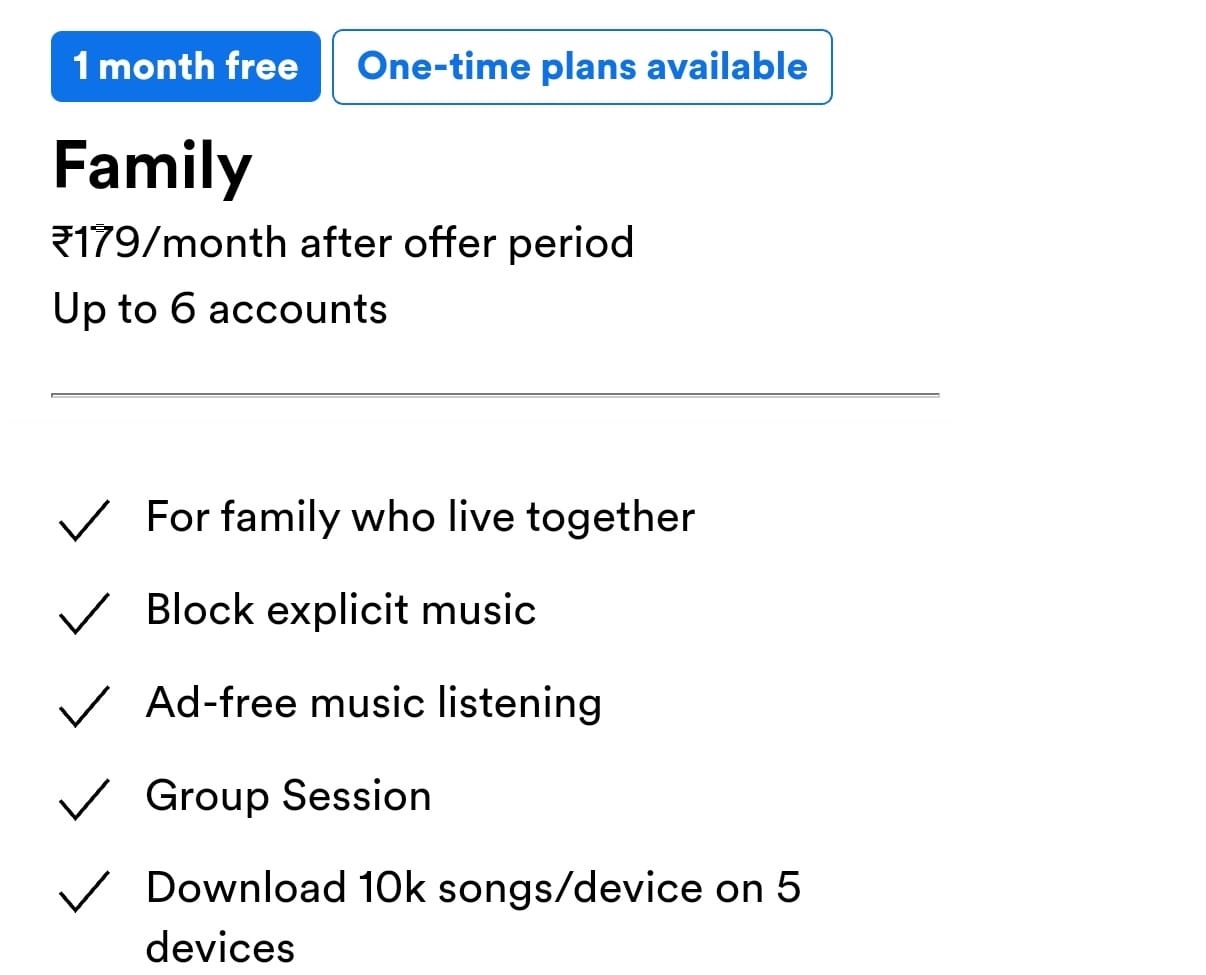 1 month free One-time plans available
Family
₹179/month after offer period
Up to 6 accounts
For family who live together
Block explicit music
Ad-free music listening
Group Session
Download 10k songs/device on 5
devices